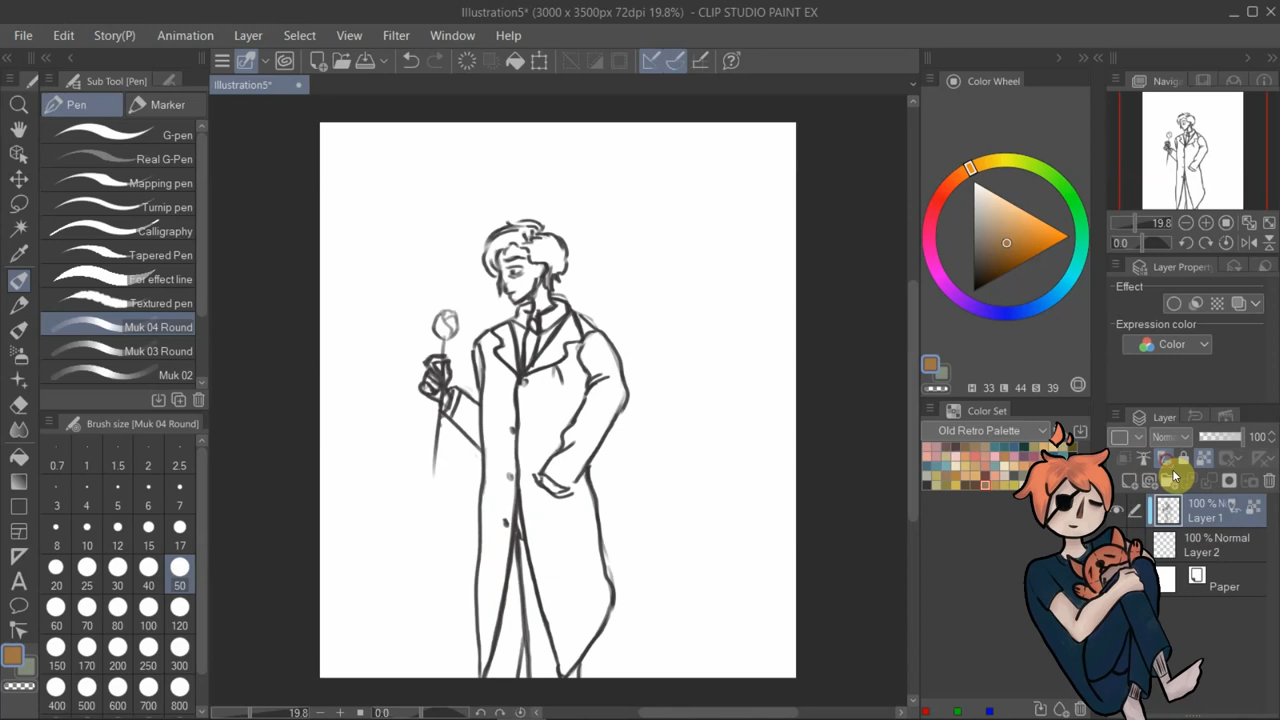 Illustration5* (3000 x 3500px 72dpi 19.8%)  - CLIP STUDIO PAINT EX
File Edit Story(P) Animation Layer Select View Filter Window Help
Sub Tool [Pen]
Illustration5*
Color Wheel
Naviga
Pen Marker
G-pen
Real G-Pen
Mapping pen
Turnip pen
Calligraphy
Tapered Pen
For effect line
Textured pen
Muk 04 Round
Muk 03 Round
Muk 02
Brush size [Muk 04 Round]
0.7 1 1.5 2 2.5
3 4 5 6 7
8 10 12 15 17
20 25 30 40 50
60 70 80 100 120
150 170 200 250 300
400 500 600 700 800
19.8 0.0
H 33 L 44 S 39
Color Set
Old Retro Palette
19.8
0.0
Layer Property
Effect
Expression color
Color
Layer
Normal 100
100 % N
Layer 1
100 % Normal
Layer 2
Paper